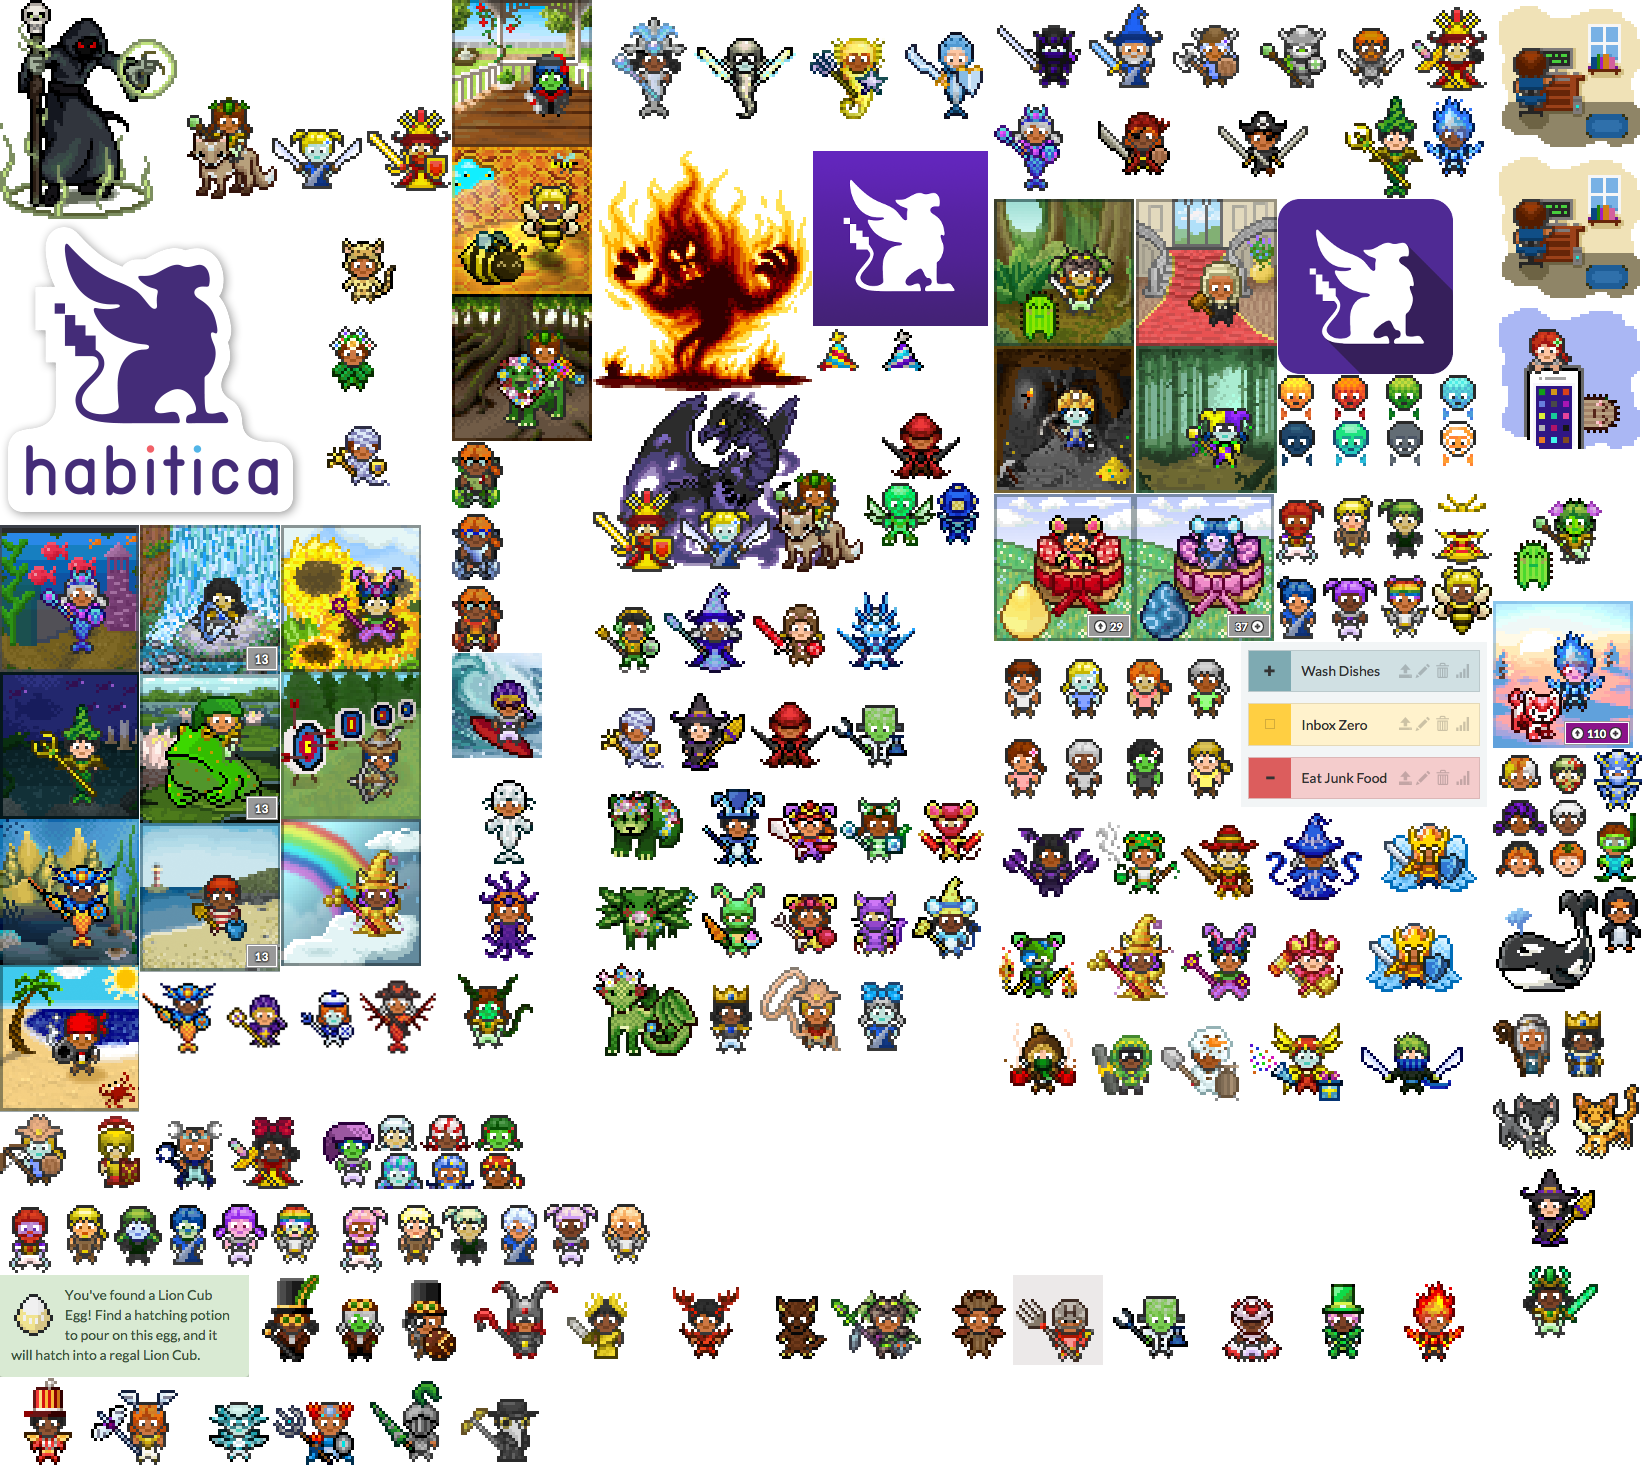 habitica
13
13
13
29
37
Wash Dishes
Inbox Zero
Eat Junk Food
110
You've found a Lion Cub
Egg! Find a hatching potion
to pour on this egg, and it
will hatch into a regal Lion Cub.